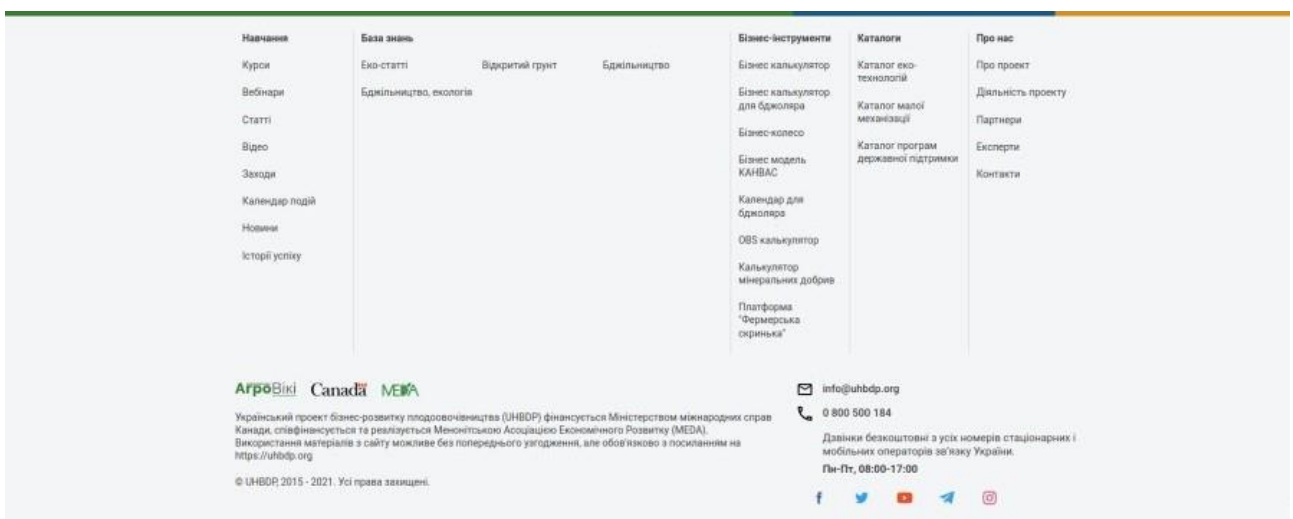 Навчання
Курси
Вебінари
Статті
Відео
Заходи
Календар подій
Новини
Історії успіху
База знань
Еко-статті
Відкритий грунт
Бджільництво
Бджільництво, екологія
Бізнес-інструменти
Бізнес калькулятор
Бізнес калькулятор
для бджоляра
Бізнес-колесо
Бізнес модель
КАНВАС
Календар для
бджоляра
OBS калькулятор
Калькулятор
мінеральних добрив
Платформа
"Фермерська
скринька"
Каталоги
Каталог еко-
технологій
Каталог малої
механізації
Каталог програм
державної підтримки
Про нас
Про проект
Діяльність проекту
Партнери
Експерти
Контакти
АгроВікі Canada MEDA
Український проект бізнес-розвитку плодоовочівництва (UHBDP) фінансується Міністерством міжнародних справ
Канади, співфінансується та реалізується Менонітською Асоціацією Економічного Розвитку (MEDA).
Використання матеріалів з сайту можливе без попереднього узгодження, але обов'язково з посиланням на
https://uhbdp.org
© UHBDP, 2015 - 2021. Усі права захищені.
info@uhbdp.org
0 800 500 184
Дзвінки безкоштовні з усіх номерів стаціонарних і
мобільних операторів зв'язку України.
Пн-Пт, 08:00-17:00